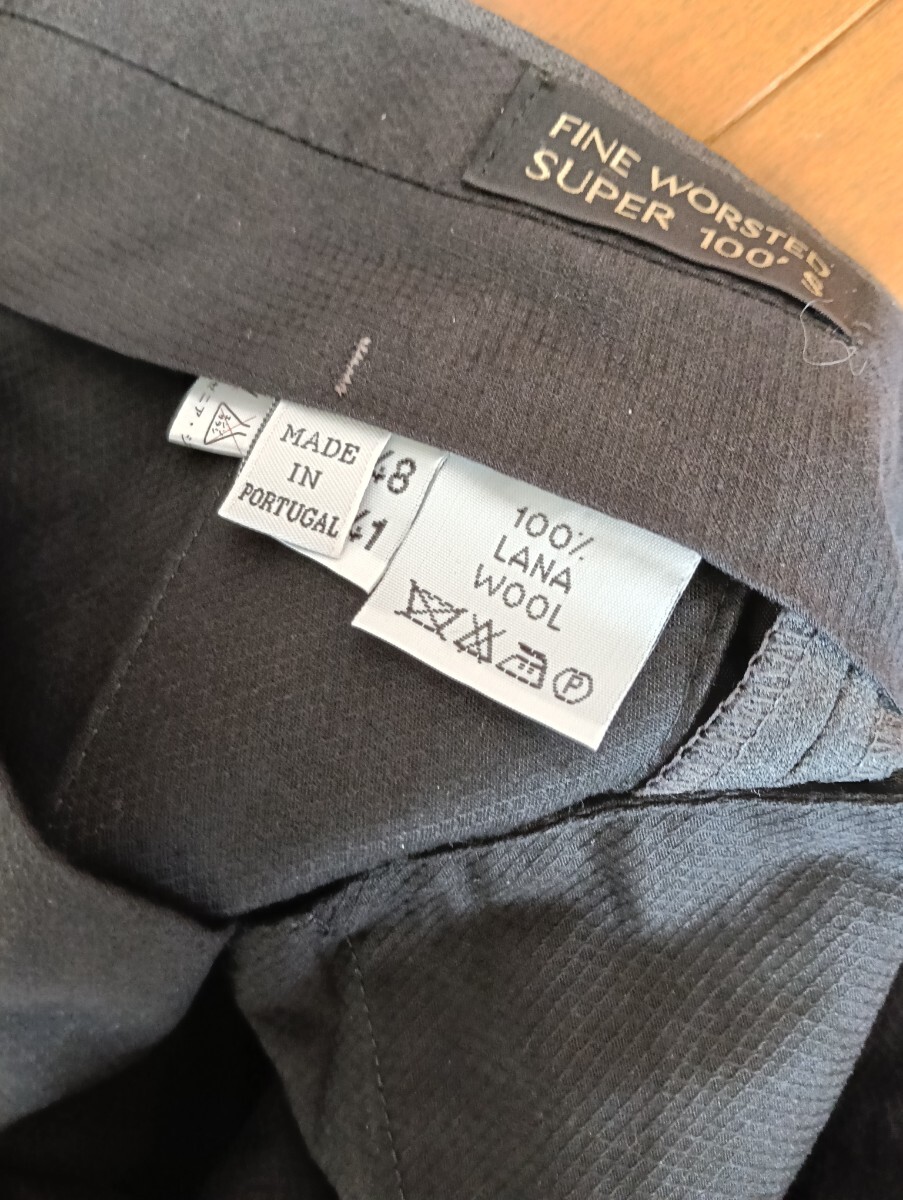 FINE WORSTED
SUPER 100'S
MADE
IN
PORTUGAL
48
41
100%
LANA
WOOL
P